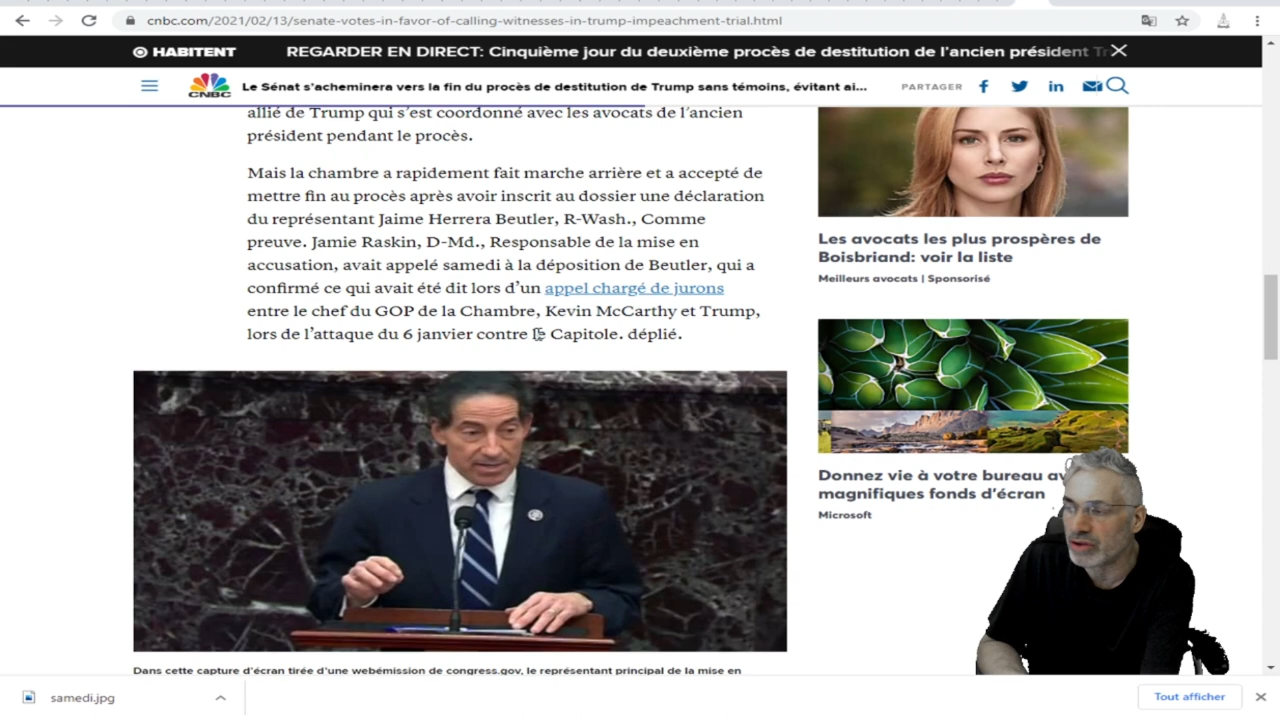 cnbc.com/2021/02/13/senate-votes-in-favor-of-calling-witnesses-in-trump-impeachment-trial.html
HABITENT
REGARDER EN DIRECT: Cinquième jour du deuxième procès de destitution de l'ancien président Tr
CNBC
Le Sénat s'acheminera vers la fin du procès de destitution de Trump sans témoins, évitant ai...
PARTAGER
allié de Trump qui s'est coordonné avec les avocats de l'ancien
président pendant le procès.
Mais la chambre a rapidement fait marche arrière et a accepté de
mettre fin au procès après avoir inscrit au dossier une déclaration
du représentant Jaime Herrera Beutler, R-Wash., Comme
preuve. Jamie Raskin, D-Md., Responsable de la mise en
accusation, avait appelé samedi à la déposition de Beutler, qui a
confirmé ce qui avait été dit lors d'un appel chargé de jurons
entre le chef du GOP de la Chambre, Kevin McCarthy et Trump,
lors de l'attaque du 6 janvier contre le Capitole. déplié.
Dans cette capture d'écran tirée d'une webémission de congress.gov, le représentant principal de la mise en
Les avocats les plus prospères de
Boisbriand: voir la liste
Meilleurs avocats | Sponsorisé
Donnez vie à votre bureau av
magnifiques fonds d'écran
Microsoft
samedi.jpg
Tout afficher